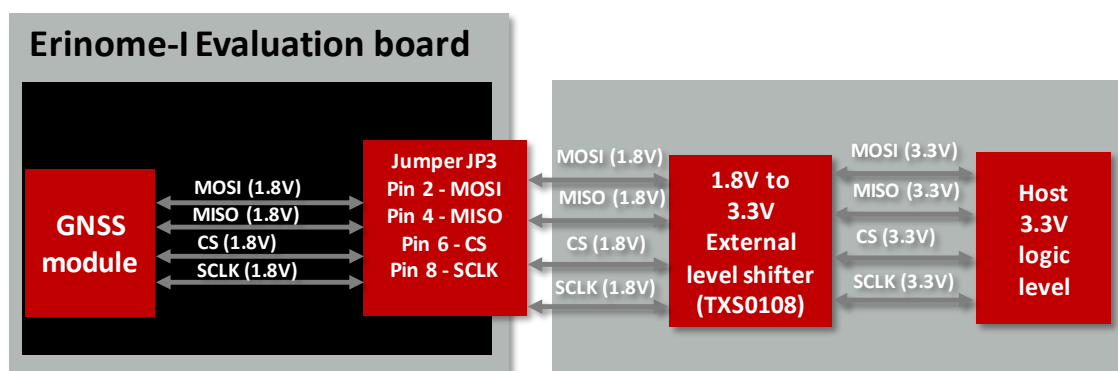 Erinome-I Evaluation board
GNSS
module
MOSI (1.8V)
MISO (1.8V)
CS (1.8V)
SCLK (1.8V)
Jumper JP3
Pin 2 - MOSI
Pin 4 - MISO
Pin 6 - CS
Pin 8 - SCLK
MOSI (1.8V)
MISO (1.8V)
CS (1.8V)
SCLK (1.8V)
1.8V to
3.3V
External
level shifter
(TXS0108)
MOSI (3.3V)
MISO (3.3V)
CS (3.3V)
SCLK (3.3V)
Host
3.3V
logic
level